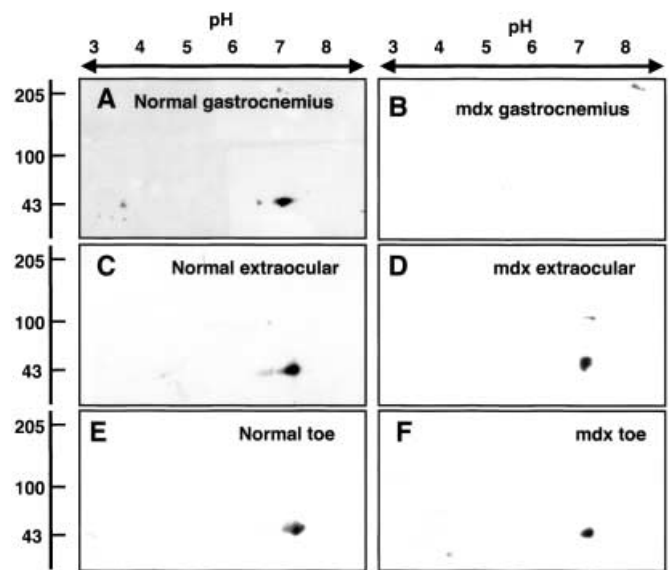 pH pH
3 4 5 6 7 8 3 4 5 6 7 8
205 A Normal gastrocnemius B mdx gastrocnemius
100
43
205 C Normal extraocular D mdx extraocular
100
43
205 E Normal toe F mdx toe
100
43